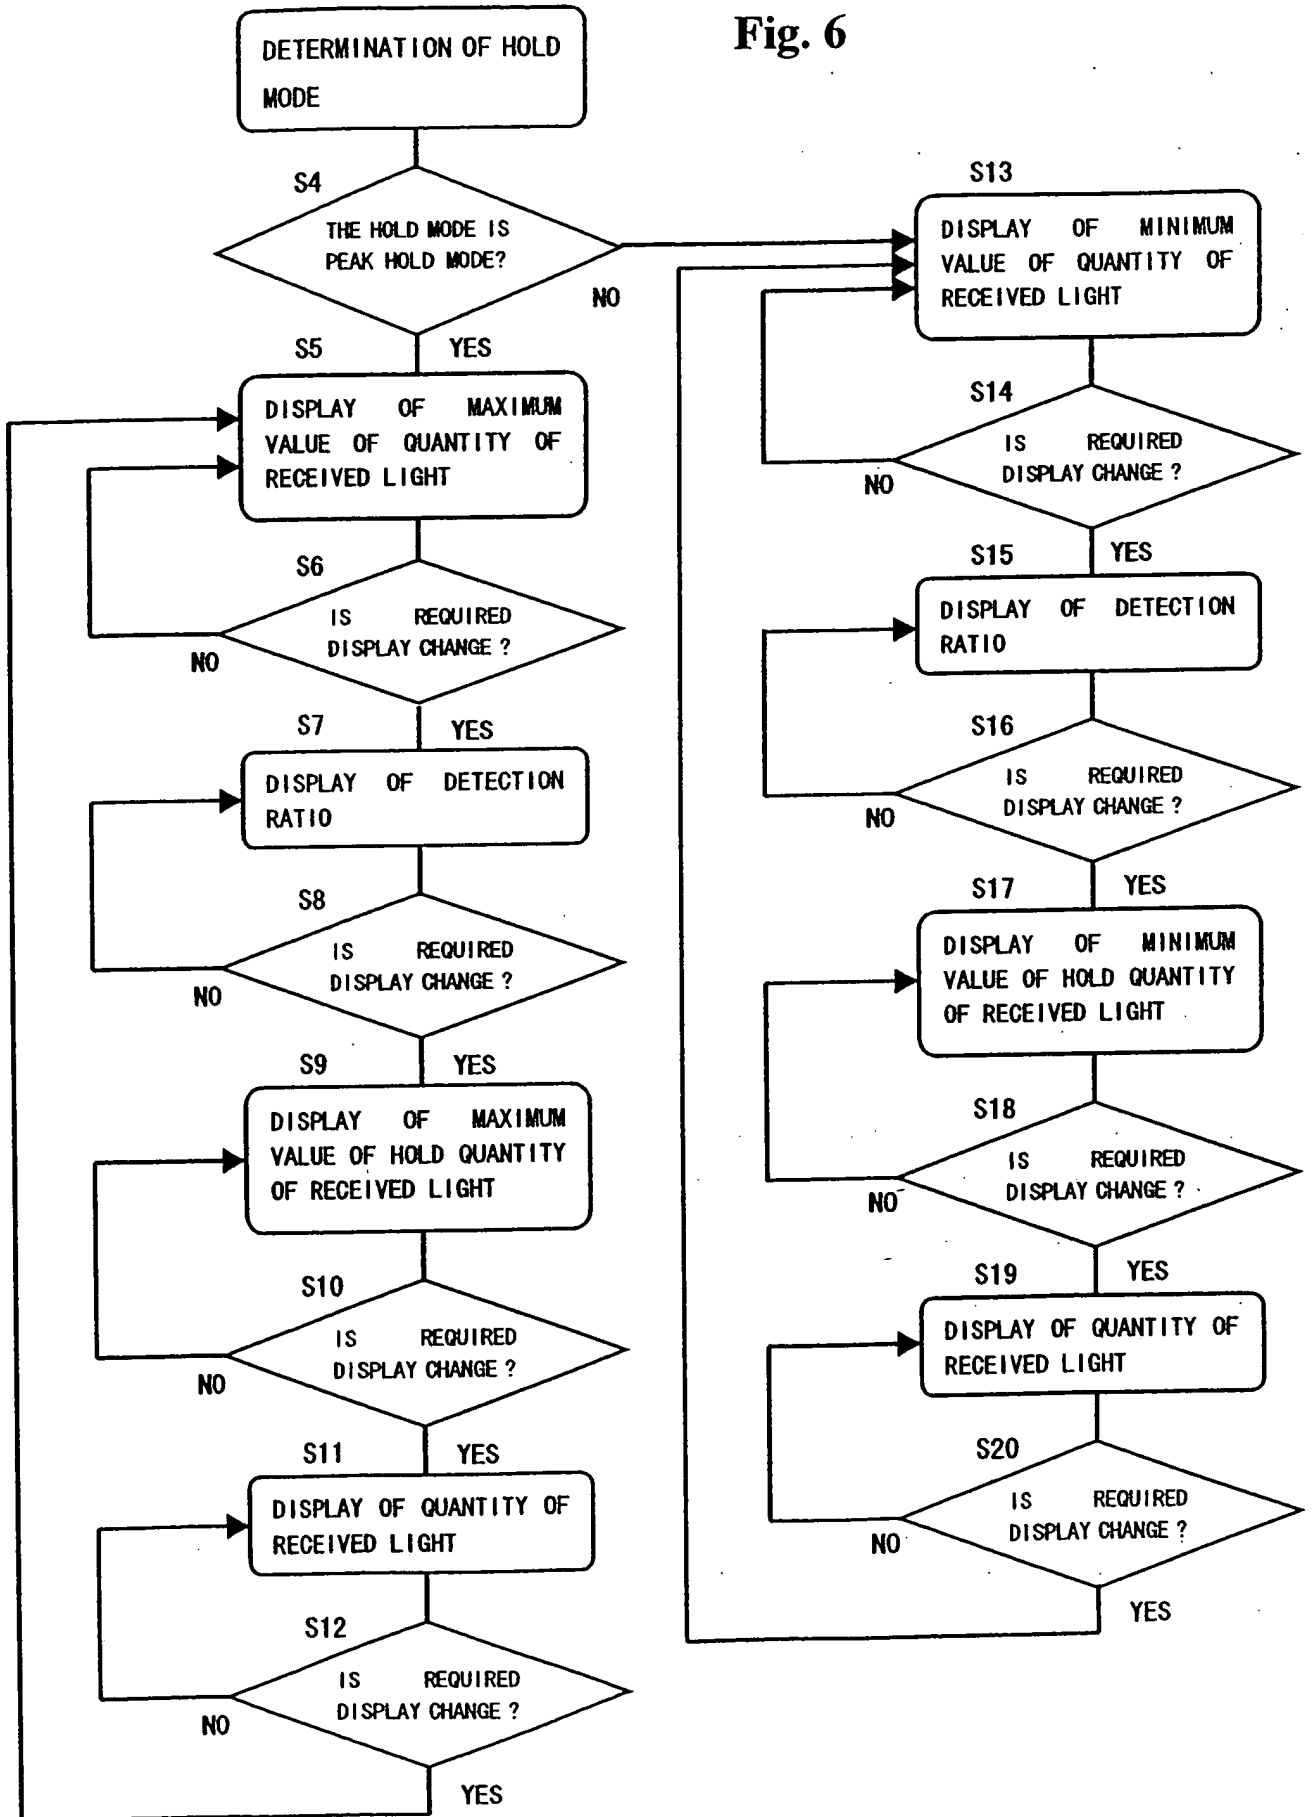 Fig. 6
DETERMINATION OF HOLD
MODE
S4
THE HOLD MODE IS
PEAK HOLD MODE?
NO
YES
S5
DISPLAY OF MAXIMUM
VALUE OF QUANTITY OF
RECEIVED LIGHT
S6
IS REQUIRED
DISPLAY CHANGE ?
NO
YES
S7
DISPLAY OF DETECTION
RATIO
S8
IS REQUIRED
DISPLAY CHANGE ?
NO
YES
S9
DISPLAY OF MAXIMUM
VALUE OF HOLD QUANTITY
OF RECEIVED LIGHT
S10
IS REQUIRED
DISPLAY CHANGE ?
NO
YES
S11
DISPLAY OF QUANTITY OF
RECEIVED LIGHT
S12
IS REQUIRED
DISPLAY CHANGE ?
NO
YES
S13
DISPLAY OF MINIMUM
VALUE OF QUANTITY OF
RECEIVED LIGHT
S14
IS REQUIRED
DISPLAY CHANGE ?
NO
YES
S15
DISPLAY OF DETECTION
RATIO
S16
IS REQUIRED
DISPLAY CHANGE ?
NO
YES
S17
DISPLAY OF MINIMUM
VALUE OF HOLD QUANTITY
OF RECEIVED LIGHT
S18
IS REQUIRED
DISPLAY CHANGE ?
NO
YES
S19
DISPLAY OF QUANTITY OF
RECEIVED LIGHT
S20
IS REQUIRED
DISPLAY CHANGE ?
NO
YES